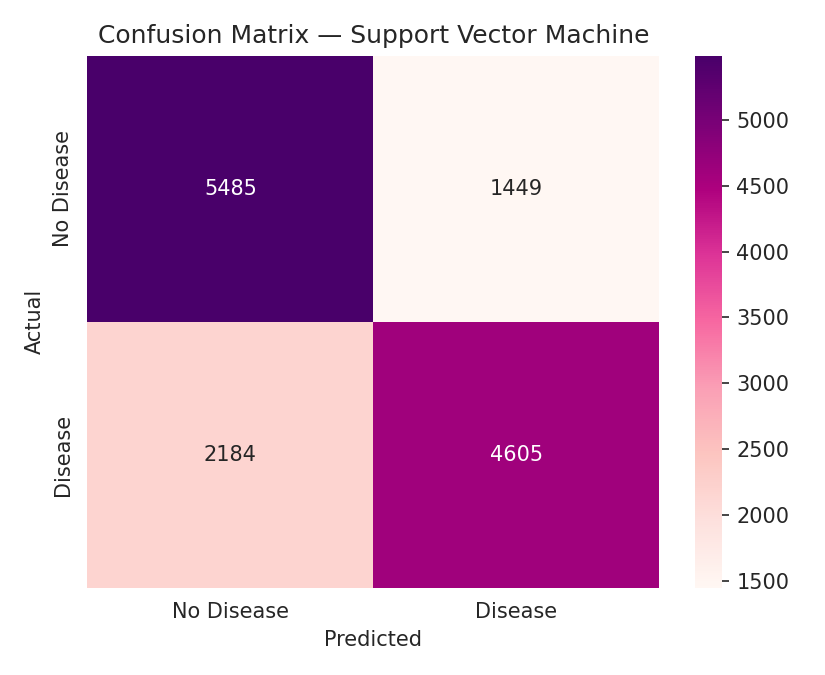 Confusion Matrix — Support Vector Machine
No Disease
Disease
Actual
5485
1449
2184
4605
No Disease
Disease
Predicted
5000
4500
4000
3500
3000
2500
2000
1500